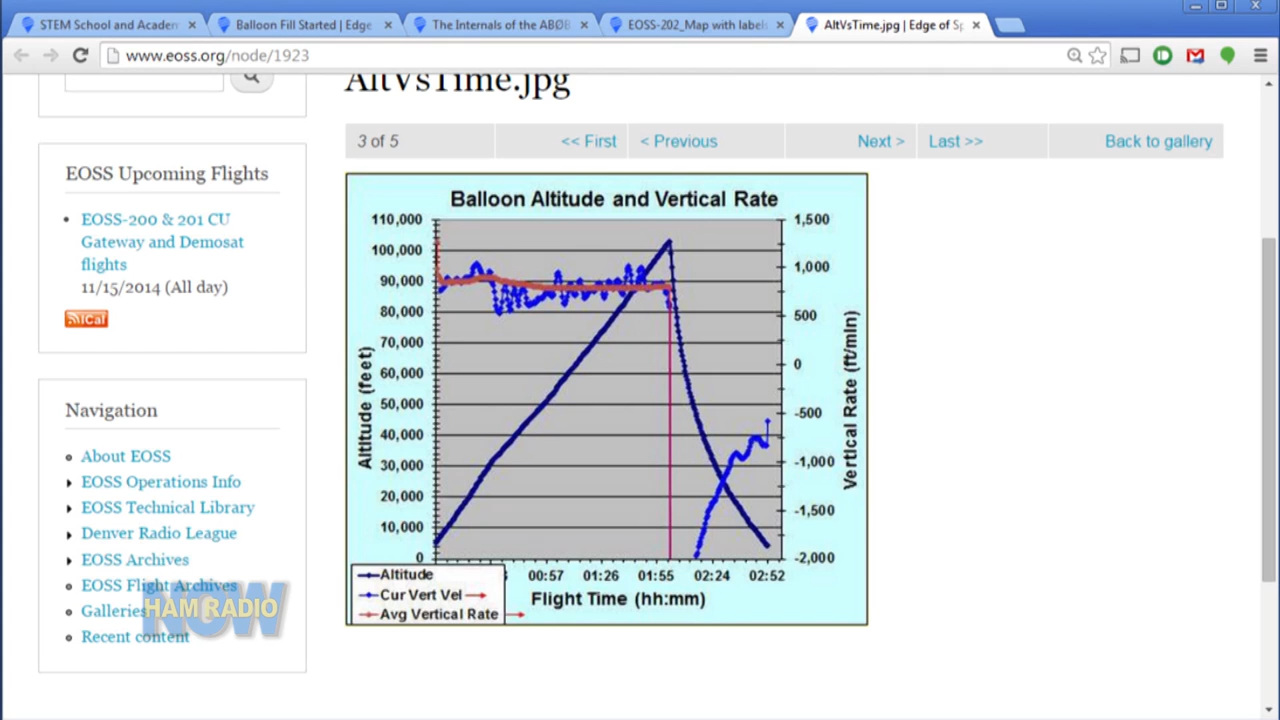 STEM School and Academ
Balloon Fill Started | Edge
The Internals of the ABØB
EOSS-202_Map with labels
AltVsTime.jpg | Edge of Sp
www.eoss.org/node/1923
AltVsTime.jpg
3 of 5
<< First
< Previous
Next >
Last >>
Back to gallery
EOSS Upcoming Flights
EOSS-200 & 201 CU
Gateway and Demosat
flights
11/15/2014 (All day)
iCal
Navigation
About EOSS
EOSS Operations Info
EOSS Technical Library
Denver Radio League
EOSS Archives
EOSS Flight Archives
Galleries
Recent content
HAM RADIO
NOW
Balloon Altitude and Vertical Rate
Altitude (feet)
110,000
100,000
90,000
80,000
70,000
60,000
50,000
40,000
30,000
20,000
10,000
0
1,500
1,000
500
0
-500
-1,000
-1,500
-2,000
Vertical Rate (ft/min)
00:57
01:26
01:55
02:24
02:52
Flight Time (hh:mm)
Altitude
Cur Vert Vel
Avg Vertical Rate